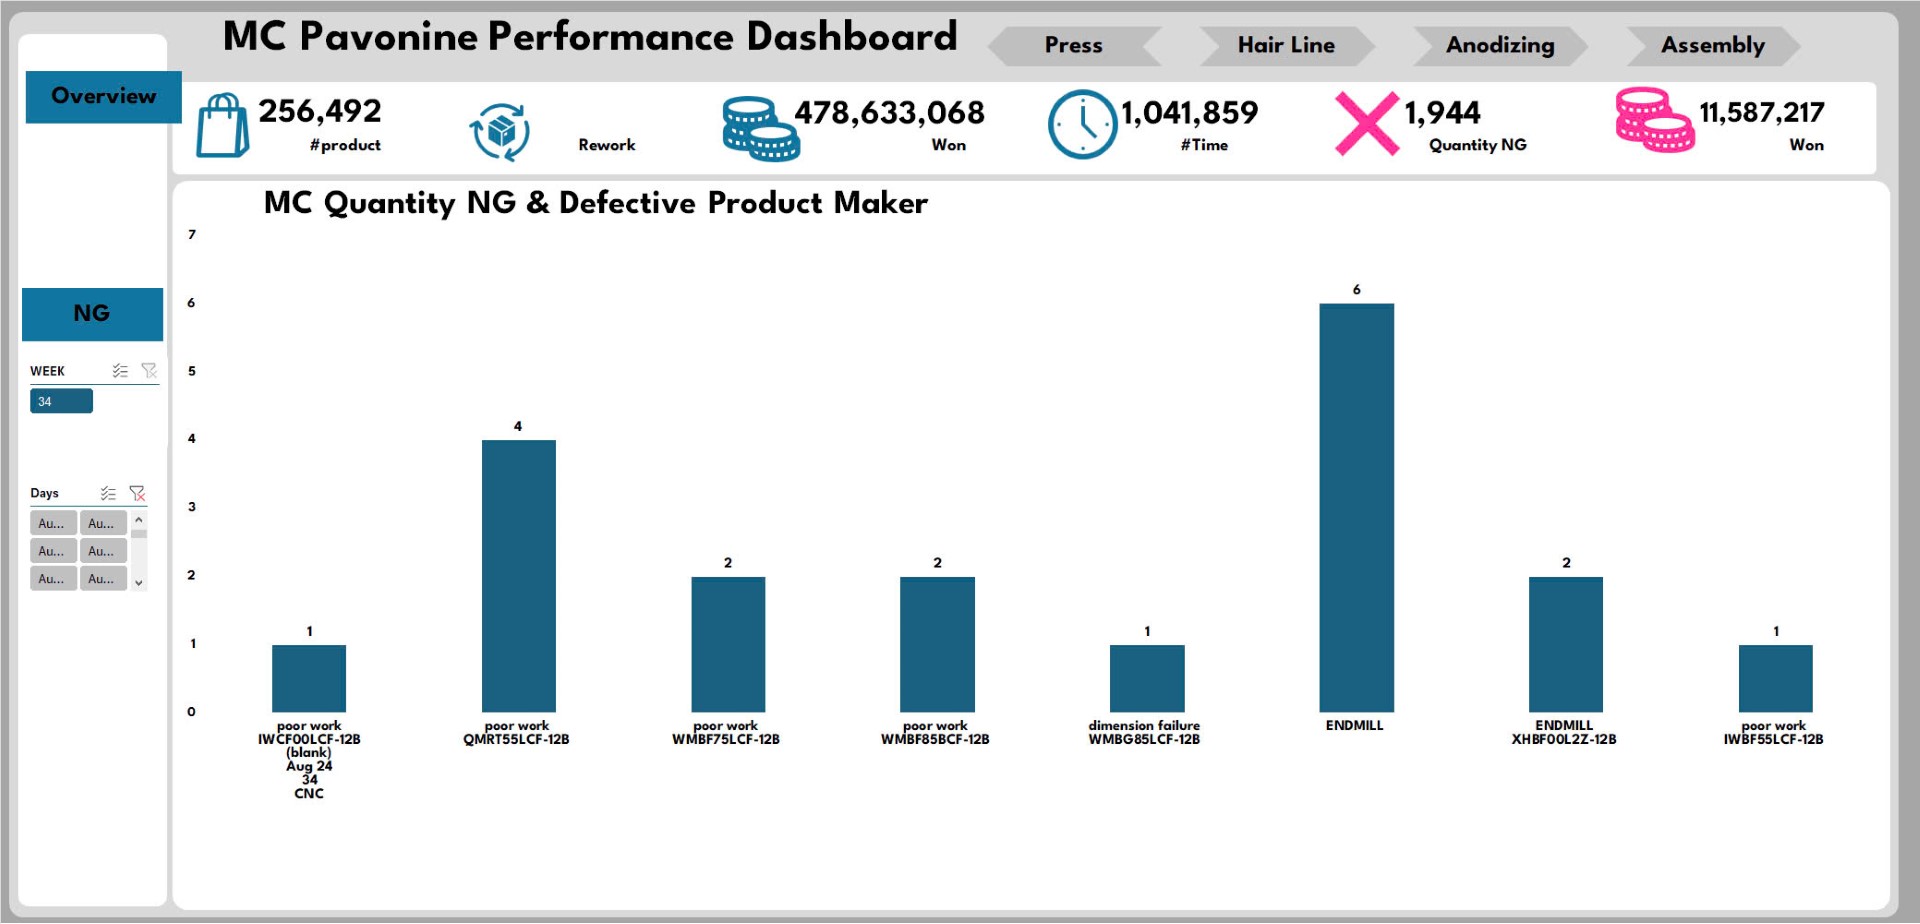 MC Pavonine Performance Dashboard
Press
Hair Line
Anodizing
Assembly
Overview
256,492
#product
Rework
478,633,068
Won
1,041,859
#Time
1,944
Quantity NG
11,587,217
Won
MC Quantity NG & Defective Product Maker
NG
WEEK
34
Days
Au... Au...
Au... Au...
Au... Au...
7
6
5
4
3
2
1
0
1
4
2
2
1
6
2
1
poor work
IWCF00LCF-12B
(blank)
Aug 24
34
CNC
poor work
QMRT55LCF-12B
poor work
WMBF75LCF-12B
poor work
WMBF85BCF-12B
dimension failure
WMBG85LCF-12B
ENDMILL
ENDMILL
XHBF00L2Z-12B
poor work
IWBF55LCF-12B